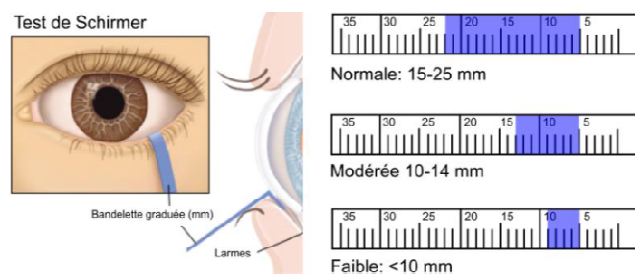 Test de Schirmer
Bandelette graduée (mm)
Larmes
35 30 25 20 15 10 5
Normale: 15-25 mm
35 30 25 20 15 10 5
Modérée 10-14 mm
35 30 25 20 15 10 5
Faible: <10 mm